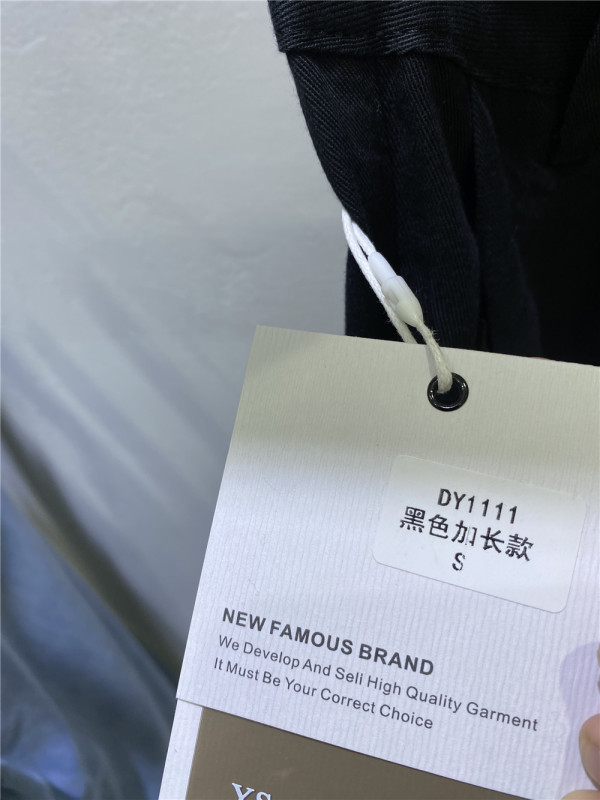 DY1111
黑色加长款
S
NEW FAMOUS BRAND
We Develop And Sell High Quality Garment
It Must Be Your Correct Choice
YS